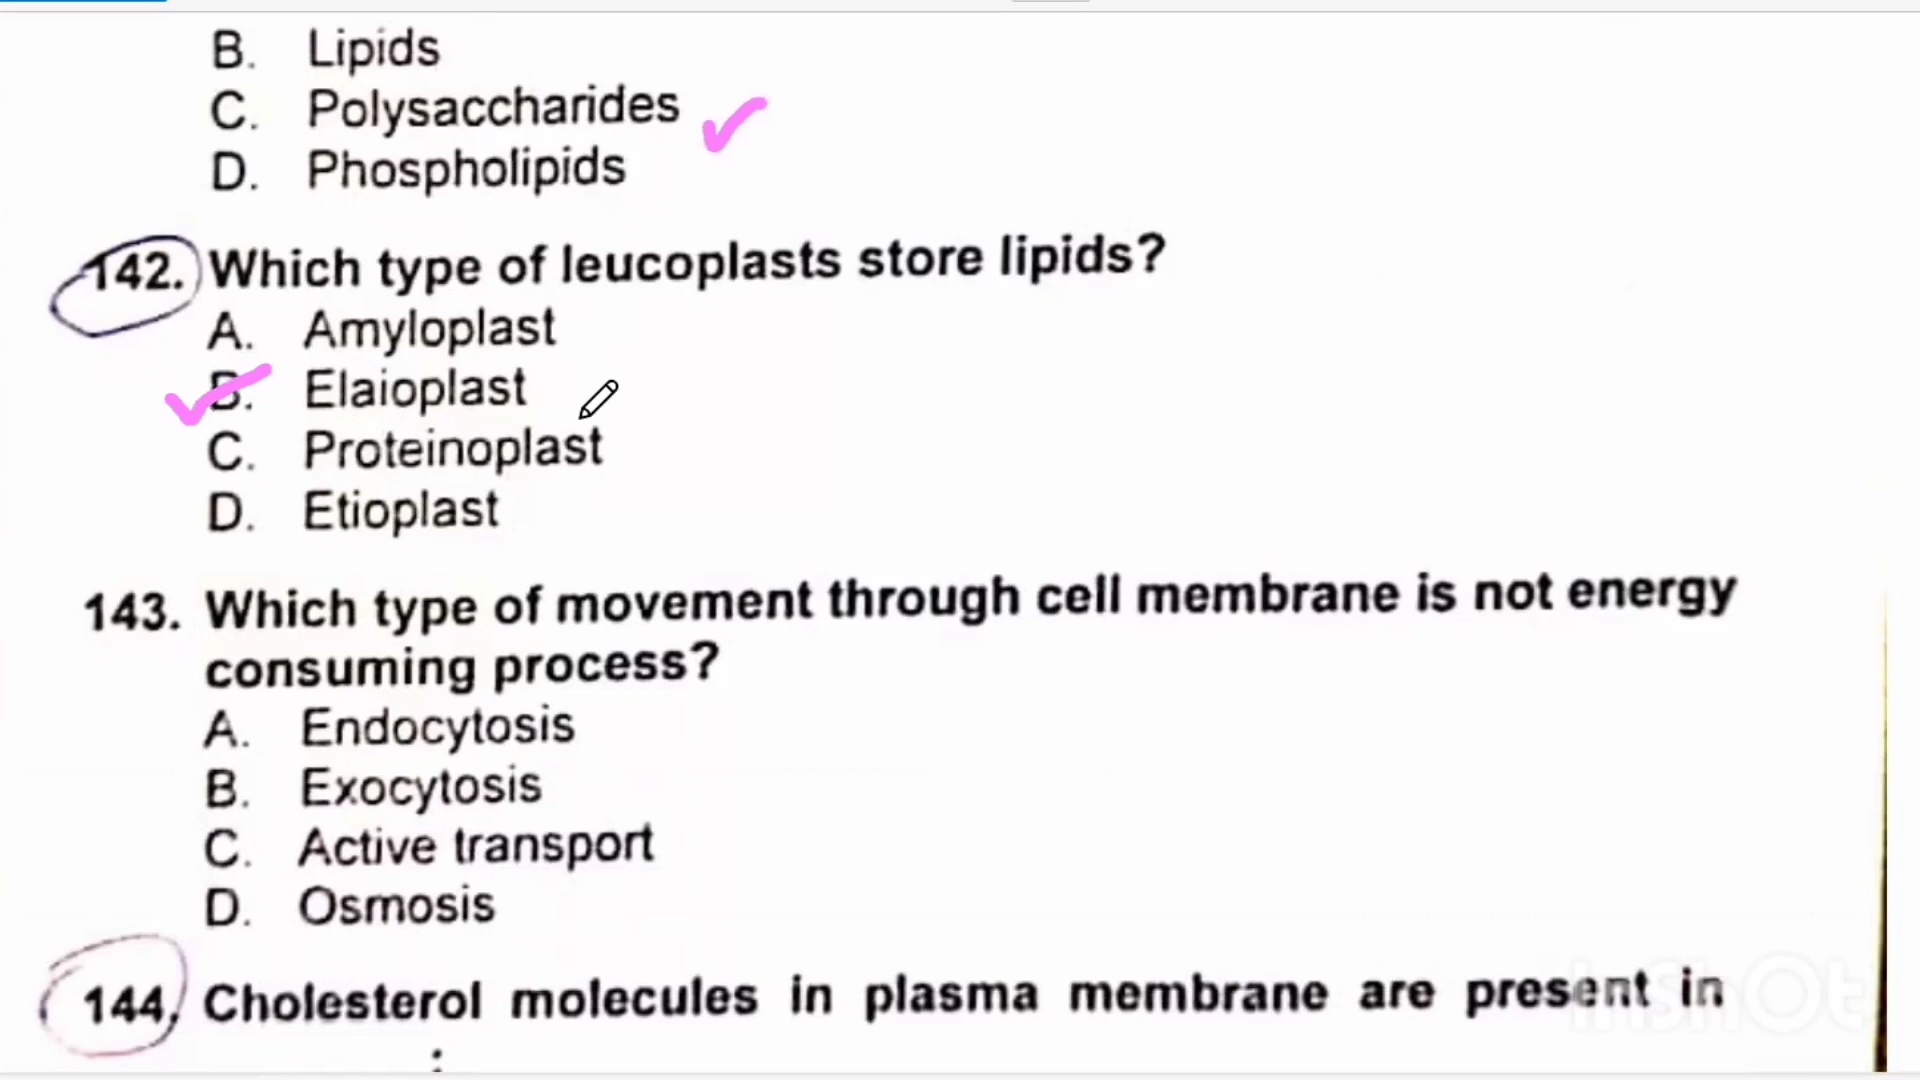 B. Lipids
C. Polysaccharides
D. Phospholipids
142. Which type of leucoplasts store lipids?
A. Amyloplast
B. Elaioplast
C. Proteinoplast
D. Etioplast
143. Which type of movement through cell membrane is not energy
consuming process?
A. Endocytosis
B. Exocytosis
C. Active transport
D. Osmosis
144. Cholesterol molecules in plasma membrane are present in
InShOt